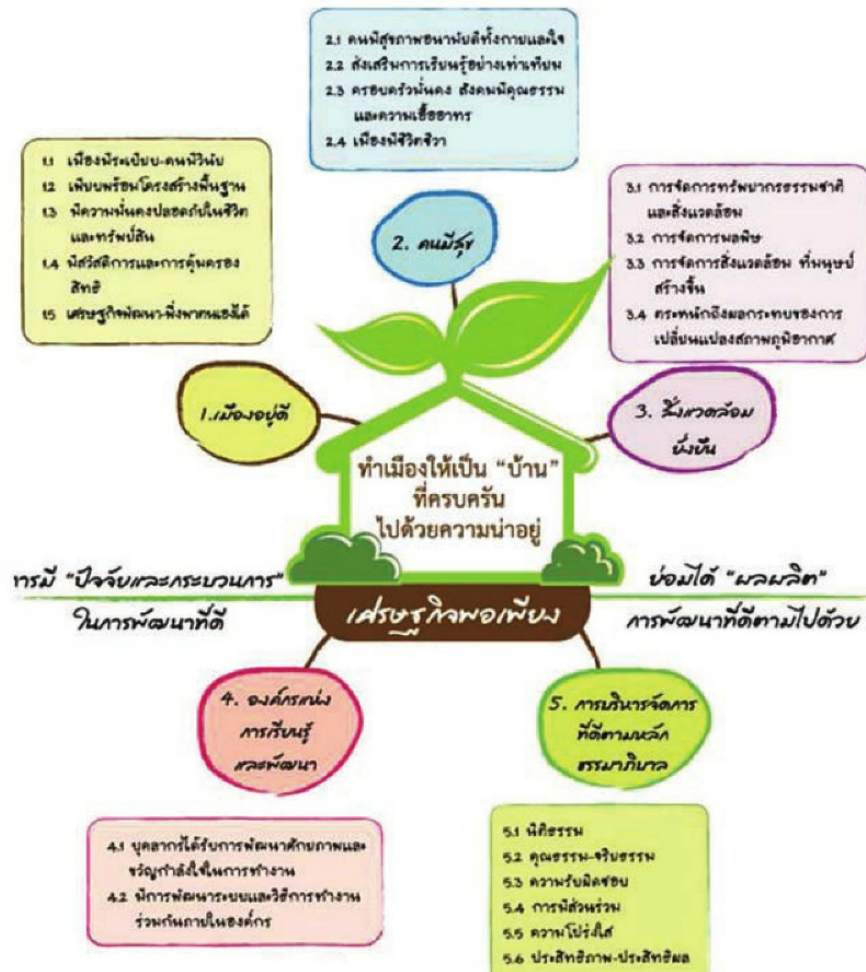 2.1 คนมีสุขภาพอนามัยดีทั้งกายและใจ
2.2 ส่งเสริมการเรียนรู้อย่างเท่าเทียม
2.3 ครอบครัวมั่นคง สังคมมีคุณธรรม
และความเอื้ออาทร
2.4 เมืองมีชีวิตชีวา
1.1 เมืองมีระเบียบ-คนมีวินัย
1.2 เพียบพร้อมโครงสร้างพื้นฐาน
1.3 มีความมั่นคงปลอดภัยในชีวิต
และทรัพย์สิน
1.4 มีสวัสดิการและการคุ้มครอง
สิทธิ
1.5 เศรษฐกิจพัฒนา-พึ่งพาตนเองได้
3.1 การจัดการทรัพยากรธรรมชาติ
และสิ่งแวดล้อม
3.2 การจัดการมลพิษ
3.3 การจัดการสิ่งแวดล้อม ที่มนุษย์
สร้างขึ้น
3.4 ตระหนักถึงผลกระทบของการ
เปลี่ยนแปลงสภาพภูมิอากาศ
2. คนมีสุข
1.เมืองอยู่ดี
3. สิ่งแวดล้อม
ยั่งยืน
ทำเมืองให้เป็น “บ้าน”
ที่ครบครัน
ไปด้วยความน่าอยู่
ารมี “ปัจจัยและกระบวนการ”
ในการพัฒนาที่ดี
เศรษฐกิจพอเพียง
ย่อมได้ “ผลผลิต”
การพัฒนาที่ดีตามไปด้วย
4. องค์กรแห่ง
การเรียนรู้
และพัฒนา
5. การบริหารจัดการ
ที่ดีตามหลัก
ธรรมาภิบาล
4.1 บุคลากรได้รับการพัฒนาศักยภาพและ
ขวัญกำลังใจในการทำงาน
4.2 มีการพัฒนาระบบและวิธีการทำงาน
ร่วมกันภายในองค์กร
5.1 นิติธรรม
5.2 คุณธรรม-จริยธรรม
5.3 ความรับผิดชอบ
5.4 การมีส่วนร่วม
5.5 ความโปร่งใส
5.6 ประสิทธิภาพ-ประสิทธิผล